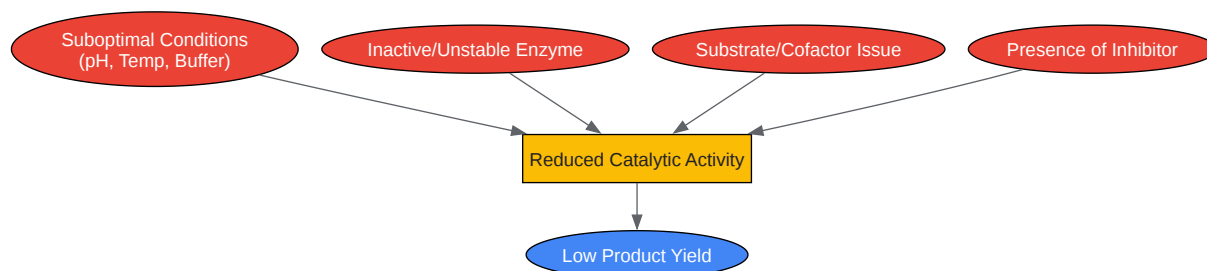 Suboptimal Conditions
(pH, Temp, Buffer)
Inactive/Unstable Enzyme
Substrate/Cofactor Issue
Presence of Inhibitor
Reduced Catalytic Activity
Low Product Yield